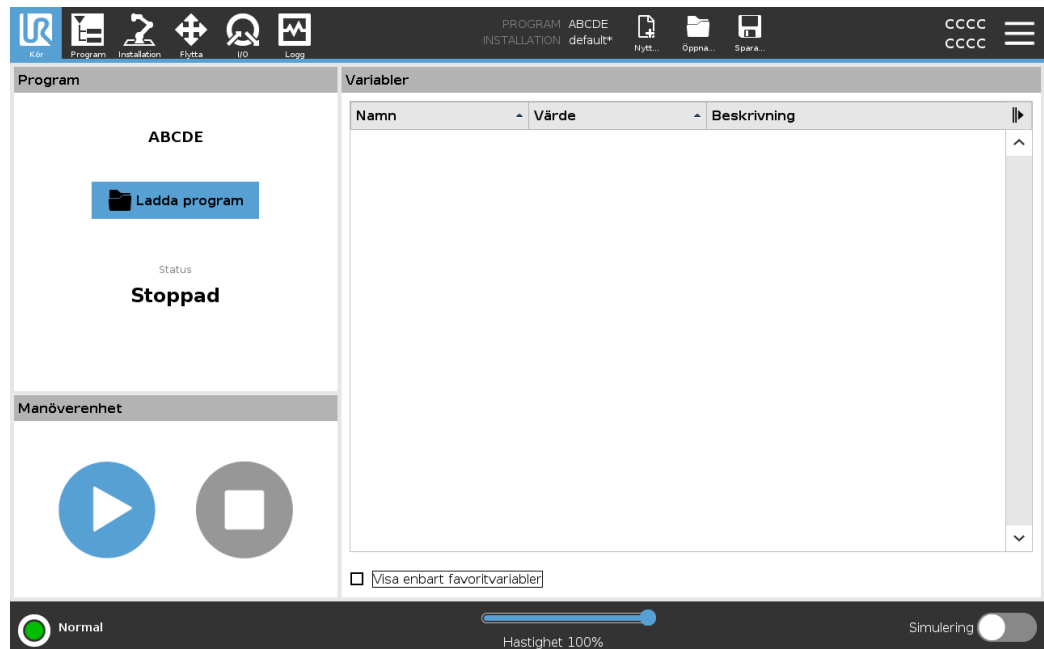 UR
Kör
Program
Installation
Flytta
I/O
Logg
PROGRAM ABCDE
INSTALLATION default*
Nytt...
Öppna...
Spara...
CCCC
CCCC
Program
ABCDE
Ladda program
Status
Stoppad
Manöverenhet
Variabler
Namn
Värde
Beskrivning
Visa enbart favoritvariabler
Normal
Hastighet 100%
Simulering